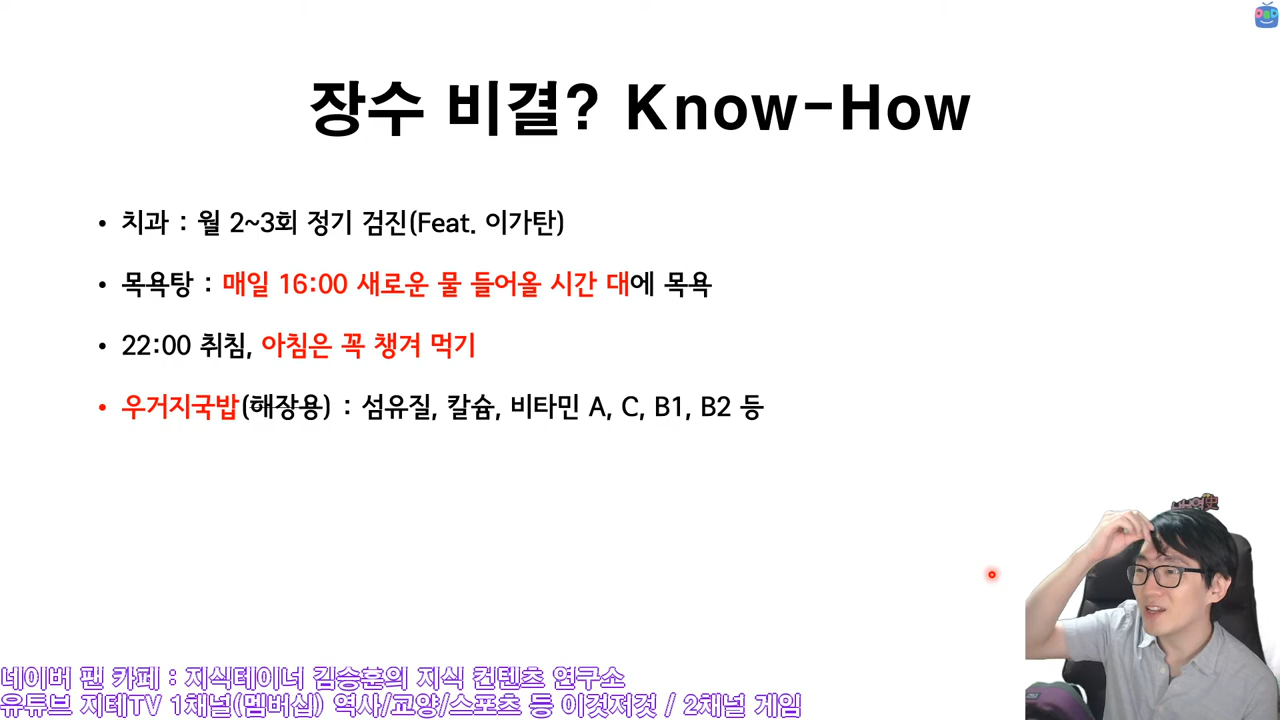 장수 비결? Know-How
• 치과 : 월 2~3회 정기 검진(Feat. 이가탄)
• 목욕탕 : 매일 16:00 새로운 물 들어올 시간 대에 목욕
• 22:00 취침, 아침은 꼭 챙겨 먹기
• 우거지국밥(해장용) : 섬유질, 칼슘, 비타민 A, C, B1, B2 등
네이버 팬 카페 : 지식테이너 김승훈의 지식 컨텐츠 연구소
유튜브 지테TV 1채널(멤버십) 역사/교양/스포츠 등 이것저것 / 2채널 게임